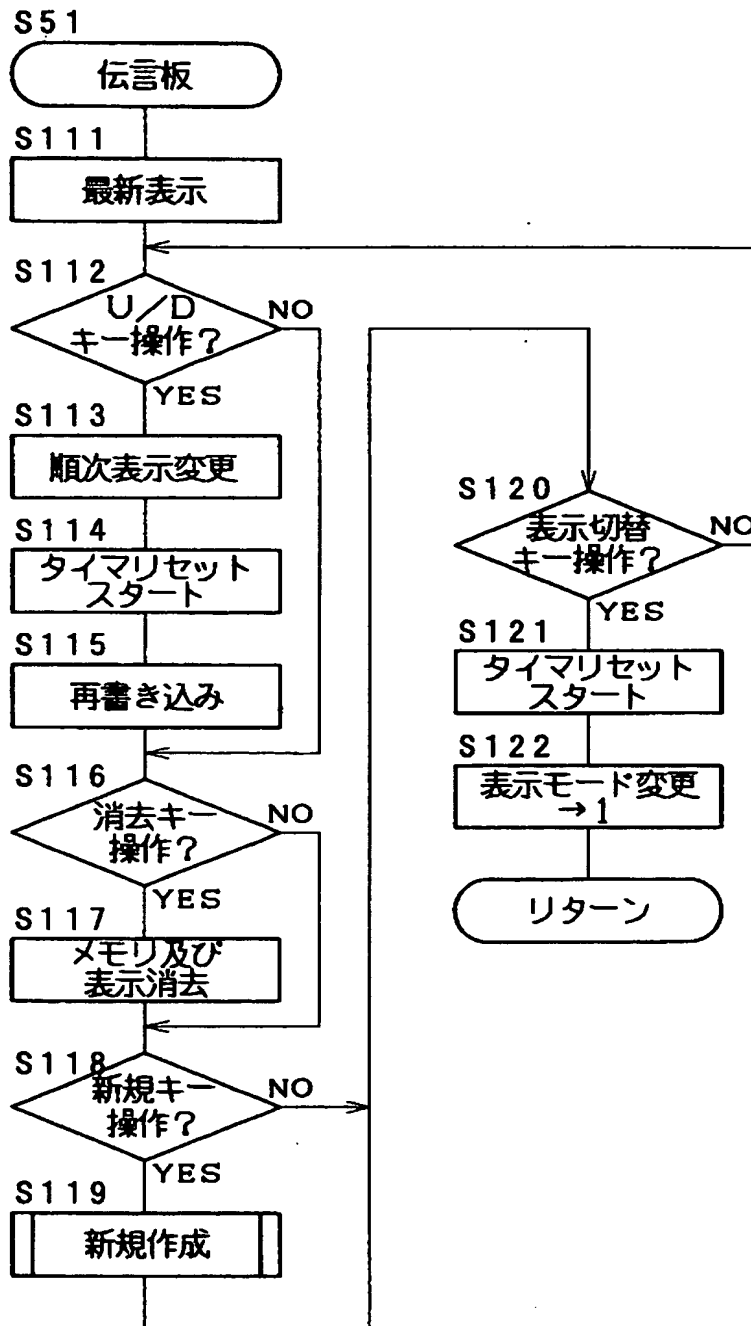 S51
伝言板
S111
最新表示
S112
U/D
キー操作?
NO
YES
S113
順次表示変更
S114
タイマリセット
スタート
S115
再書き込み
S116
消去キー
操作?
NO
YES
S117
メモリ及び
表示消去
S118
新規キー
操作?
NO
YES
S119
新規作成
S120
表示切替
キー操作?
NO
YES
S121
タイマリセット
スタート
S122
表示モード変更
→1
リターン